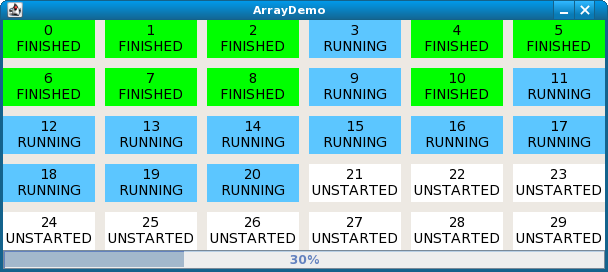 ArrayDemo
0 1 2 3 4 5
FINISHED FINISHED FINISHED RUNNING FINISHED FINISHED
6 7 8 9 10 11
FINISHED FINISHED FINISHED RUNNING FINISHED RUNNING
12 13 14 15 16 17
RUNNING RUNNING RUNNING RUNNING RUNNING RUNNING
18 19 20 21 22 23
RUNNING RUNNING RUNNING UNSTARTED UNSTARTED UNSTARTED
24 25 26 27 28 29
UNSTARTED UNSTARTED UNSTARTED UNSTARTED UNSTARTED UNSTARTED
30%